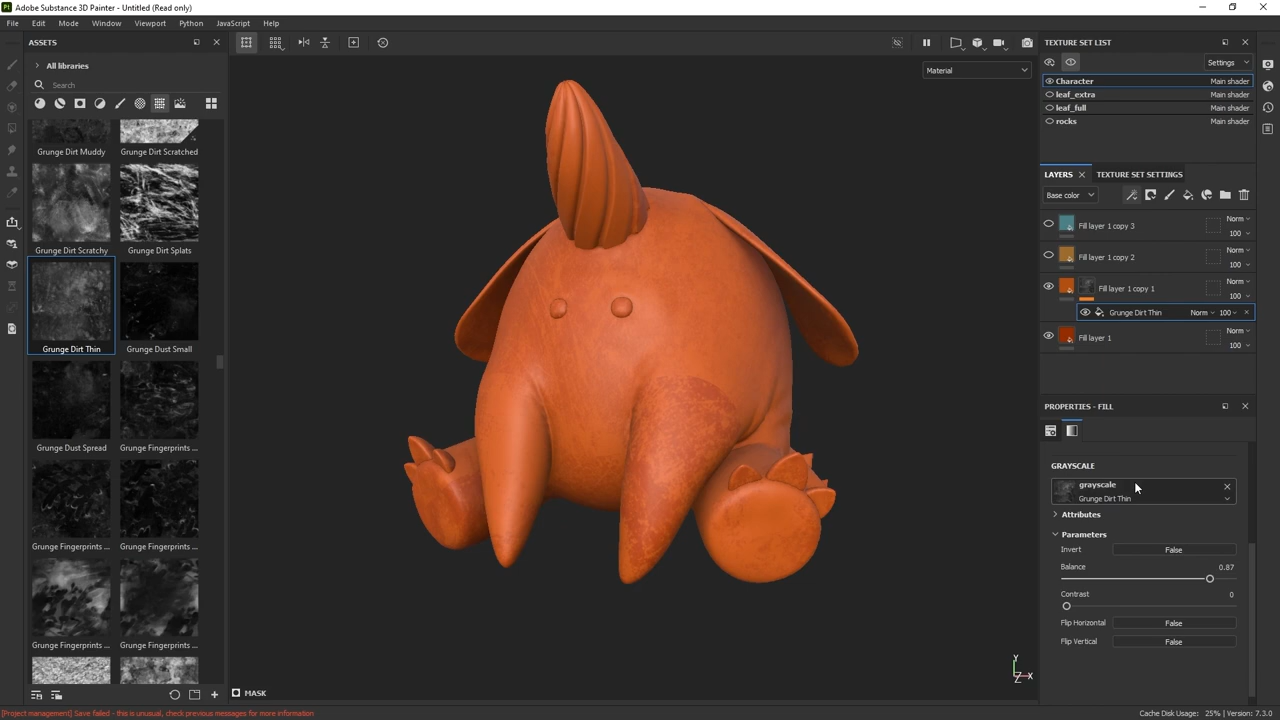 Adobe Substance 3D Painter - Untitled (Read only)
File Edit Mode Window Viewport Python JavaScript Help
ASSETS
All libraries
Search
Grunge Dirt Muddy Grunge Dirt Scratched
Grunge Dirt Scratchy Grunge Dirt Splats
Grunge Dirt Thin Grunge Dust Small
Grunge Dust Spread Grunge Fingerprints ...
Grunge Fingerprints ... Grunge Fingerprints ...
Grunge Fingerprints ... Grunge Fingerprints ...
Material
MASK
Y
Z X
TEXTURE SET LIST
Settings
Character Main shader
leaf_extra Main shader
leaf_full Main shader
rocks Main shader
LAYERS TEXTURE SET SETTINGS
Base color
Fill layer 1 copy 3 Norm 100
Fill layer 1 copy 2 Norm 100
Fill layer 1 copy 1 Norm 100
Grunge Dirt Thin Norm 100
Fill layer 1 Norm 100
PROPERTIES - FILL
GRAYSCALE
grayscale
Grunge Dirt Thin
Attributes
Parameters
Invert False
Balance 0.87
Contrast 0
Flip Horizontal False
Flip Vertical False
[Project management] Save failed - this is unusual, check previous messages for more information
Cache Disk Usage: 25% | Version: 7.3.0